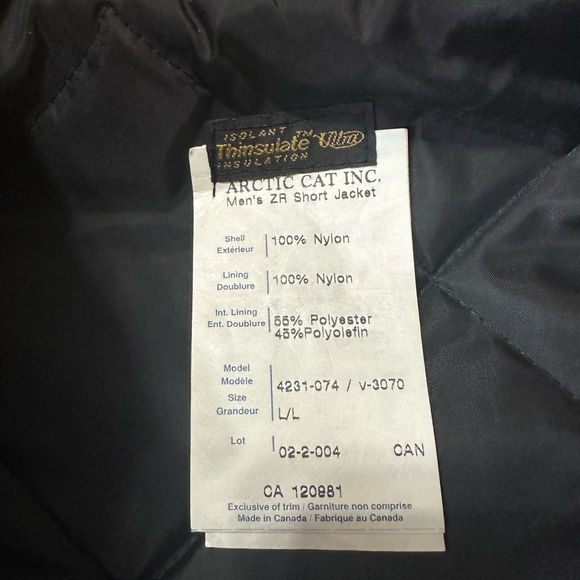 ISOLANT TM
Thinsulate Ultra
INSULATION
ARCTIC CAT INC.
Men's ZR Short Jacket
Shell
Extérieur
100% Nylon
Lining
Doublure
100% Nylon
Int. Lining
Ent. Doublure
55% Polyester
45%Polyolefin
Model
Modèle
4231-074 / V-3070
Size
Grandeur
L/L
Lot
02-2-004 CAN
CA 120981
Exclusive of trim / Garniture non comprise
Made in Canada / Fabriqué au Canada